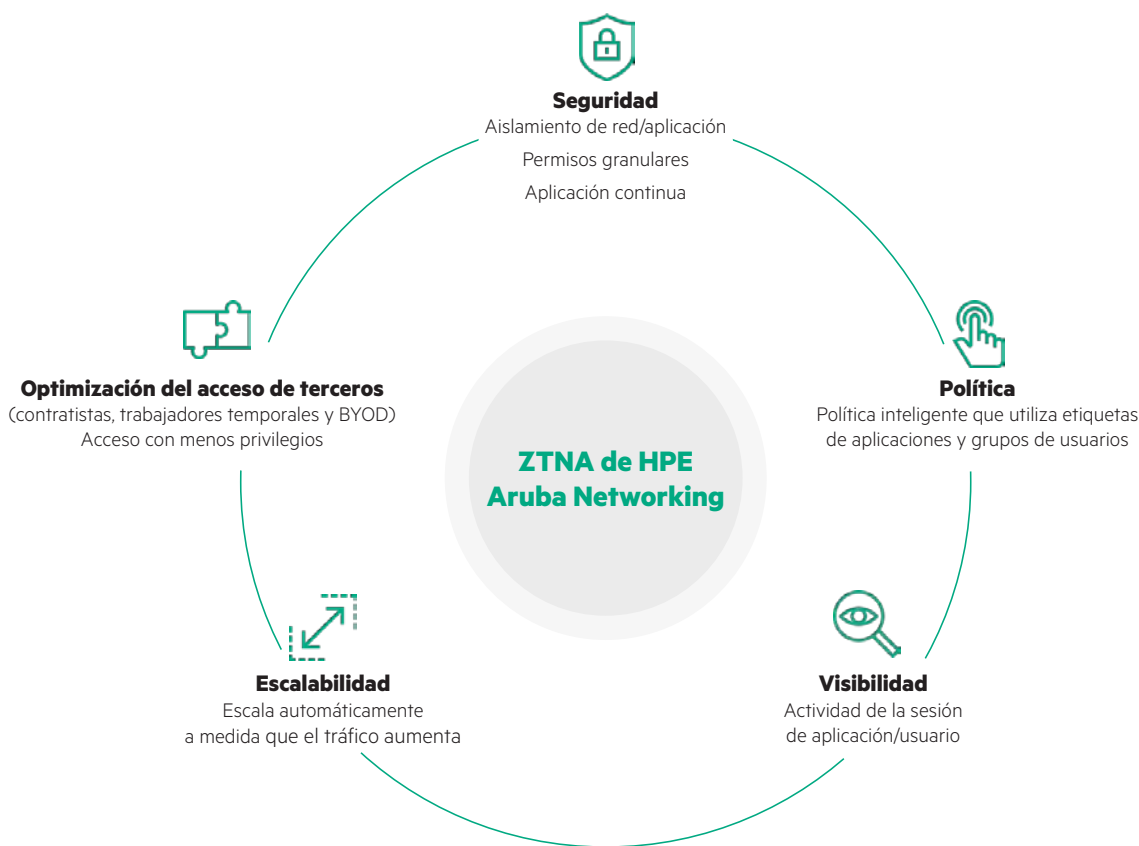 Seguridad
Aislamiento de red/aplicación
Permisos granulares
Aplicación continua
Optimización del acceso de terceros
(contratistas, trabajadores temporales y BYOD)
Acceso con menos privilegios
Política
Política inteligente que utiliza etiquetas
de aplicaciones y grupos de usuarios
ZTNA de HPE
Aruba Networking
Escalabilidad
Escala automáticamente
a medida que el tráfico aumenta
Visibilidad
Actividad de la sesión
de aplicación/usuario